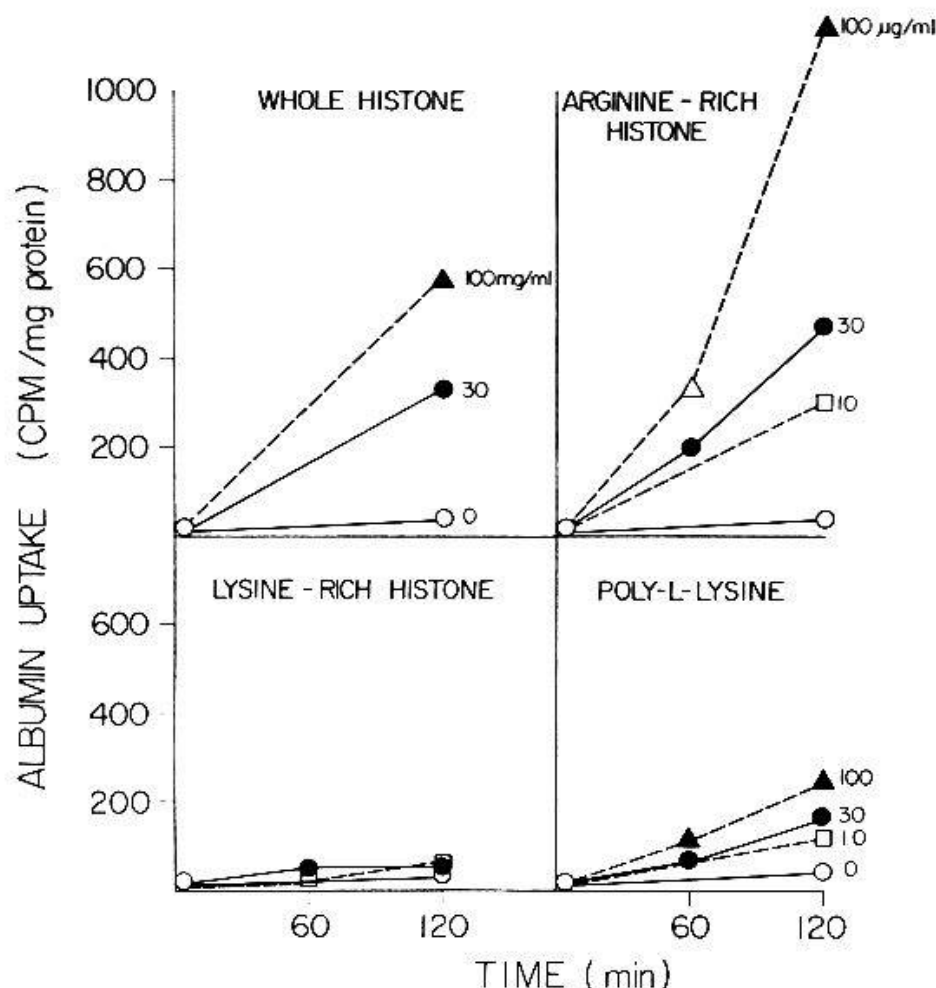 ALBUMIN UPTAKE (CPM/mg protein)
1000
800
600
400
200
WHOLE HISTONE
100mg/ml
30
0
ARGININE-RICH
HISTONE
100 µg/ml
30
10
0
600
400
200
LYSINE-RICH HISTONE
60
120
POLY-L-LYSINE
100
30
10
0
60
120
TIME (min)